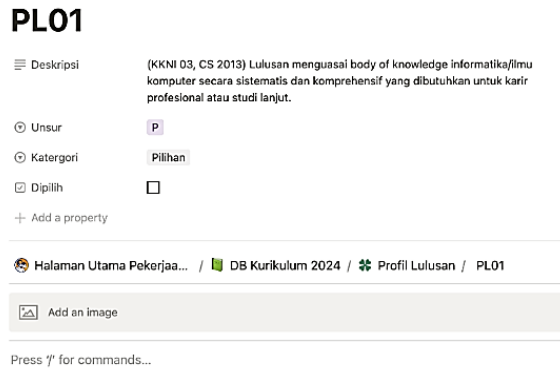 PL01
Deskripsi
(KKNI 03, CS 2013) Lulusan menguasai body of knowledge informatika/ilmu
komputer secara sistematis dan komprehensif yang dibutuhkan untuk karir
profesional atau studi lanjut.
Unsur P
Katergori Pilihan
Dipilih
+ Add a property
Halaman Utama Pekerjaa... / DB Kurikulum 2024 / Profil Lulusan / PL01
Add an image
Press '/' for commands...